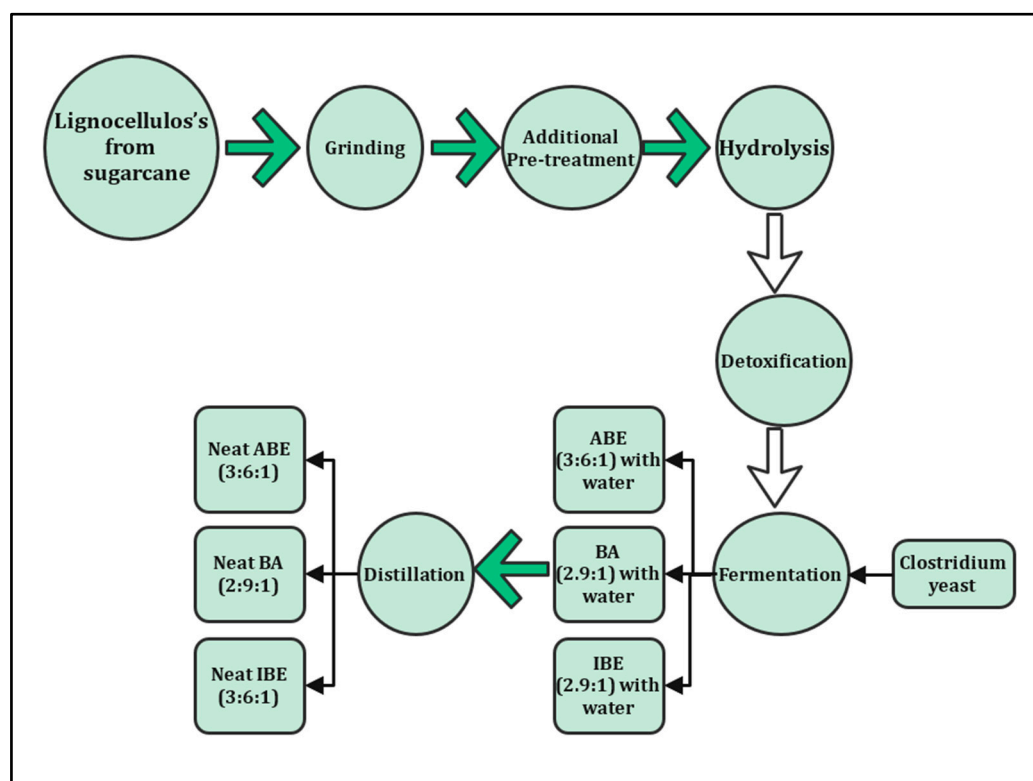 Lignocellulos's
from
sugarcane
Grinding
Additional
Pre-treatment
Hydrolysis
Detoxification
Fermentation
Clostridium
yeast
ABE
(3:6:1) with
water
BA
(2.9:1) with
water
IBE
(2.9:1) with
water
Distillation
Neat ABE
(3:6:1)
Neat BA
(2:9:1)
Neat IBE
(3:6:1)